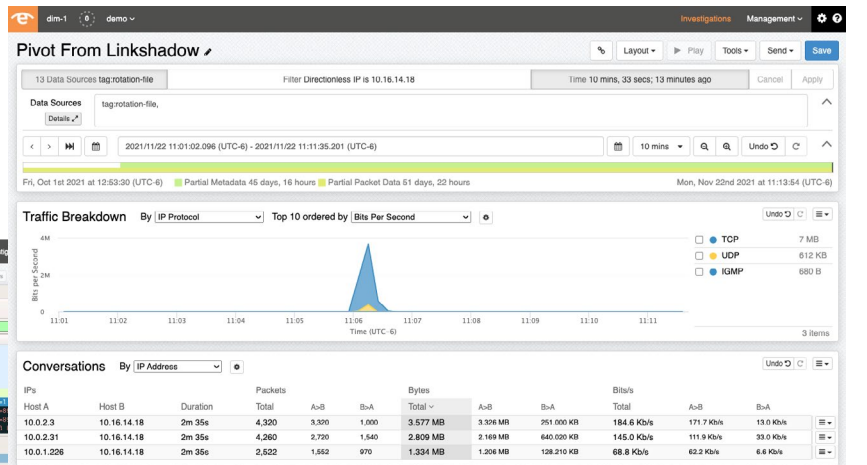 dim-1 0 demo Investigations Management
Pivot From Linkshadow Layout Play Tools Send Save
13 Data Sources tag:rotation-file Filter Directionless IP is 10.16.14.18 Time 10 mins, 33 secs; 13 minutes ago Cancel Apply
Data Sources tag:rotation-file,
Details
2021/11/22 11:01:02.096 (UTC-6) - 2021/11/22 11:11:35.201 (UTC-6) 10 mins Undo
Fri, Oct 1st 2021 at 12:53:30 (UTC-6) Partial Metadata 45 days, 16 hours Partial Packet Data 51 days, 22 hours Mon, Nov 22nd 2021 at 11:13:54 (UTC-6)
Traffic Breakdown By IP Protocol Top 10 ordered by Bits Per Second Undo
4M
2M
0
Bits per Second
11:01 11:02 11:03 11:04 11:05 11:06 11:07 11:08 11:09 11:10 11:11
Time (UTC-6)
TCP 7 MB
UDP 612 KB
IGMP 680 B
3 items
Conversations By IP Address Undo
IPs Packets Bytes Bits/s
Host A Host B Duration Total A>B B>A Total A>B B>A Total A>B B>A
10.0.2.3 10.16.14.18 2m 35s 4,320 3,320 1,000 3.577 MB 3.326 MB 251.000 KB 184.6 Kb/s 171.7 Kb/s 13.0 Kb/s
10.0.2.31 10.16.14.18 2m 35s 4,260 2,720 1,540 2.809 MB 2.169 MB 640.020 KB 145.0 Kb/s 111.9 Kb/s 33.0 Kb/s
10.0.1.226 10.16.14.18 2m 35s 2,522 1,552 970 1.334 MB 1.206 MB 128.210 KB 68.8 Kb/s 62.2 Kb/s 6.6 Kb/s